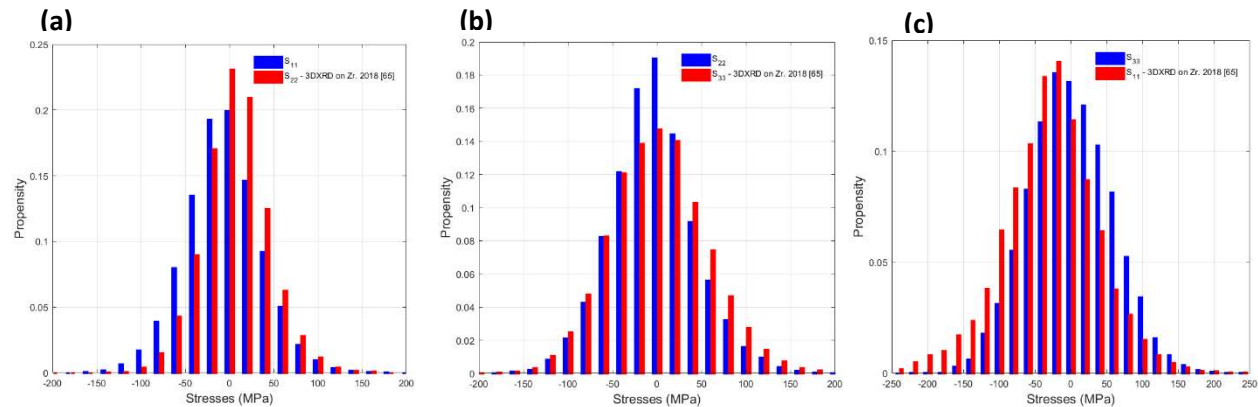 (a)
0.25
0.2
0.15
0.1
0.05
0
Propensity
S11
S22 - 3DXRD on Zr. 2018 [65]
-200 -150 -100 -50 0 50 100 150 200
Stresses (MPa)
(b)
0.2
0.18
0.16
0.14
0.12
0.1
0.08
0.06
0.04
0.02
0
Propensity
S22
S33 - 3DXRD on Zr. 2018 [65]
-200 -150 -100 -50 0 50 100 150 200
Stresses (MPa)
(c)
0.15
0.1
0.05
0
Propensity
S33
S11 - 3DXRD on Zr. 2018 [65]
-250 -200 -150 -100 -50 0 50 100 150 200 250
Stresses (MPa)